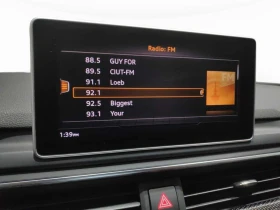 Radio: FM
88.5 GUY FOR
89.5 CIUT-FM
91.1 Loeb
92.1
92.5 Biggest
93.1 Your
1:39PM